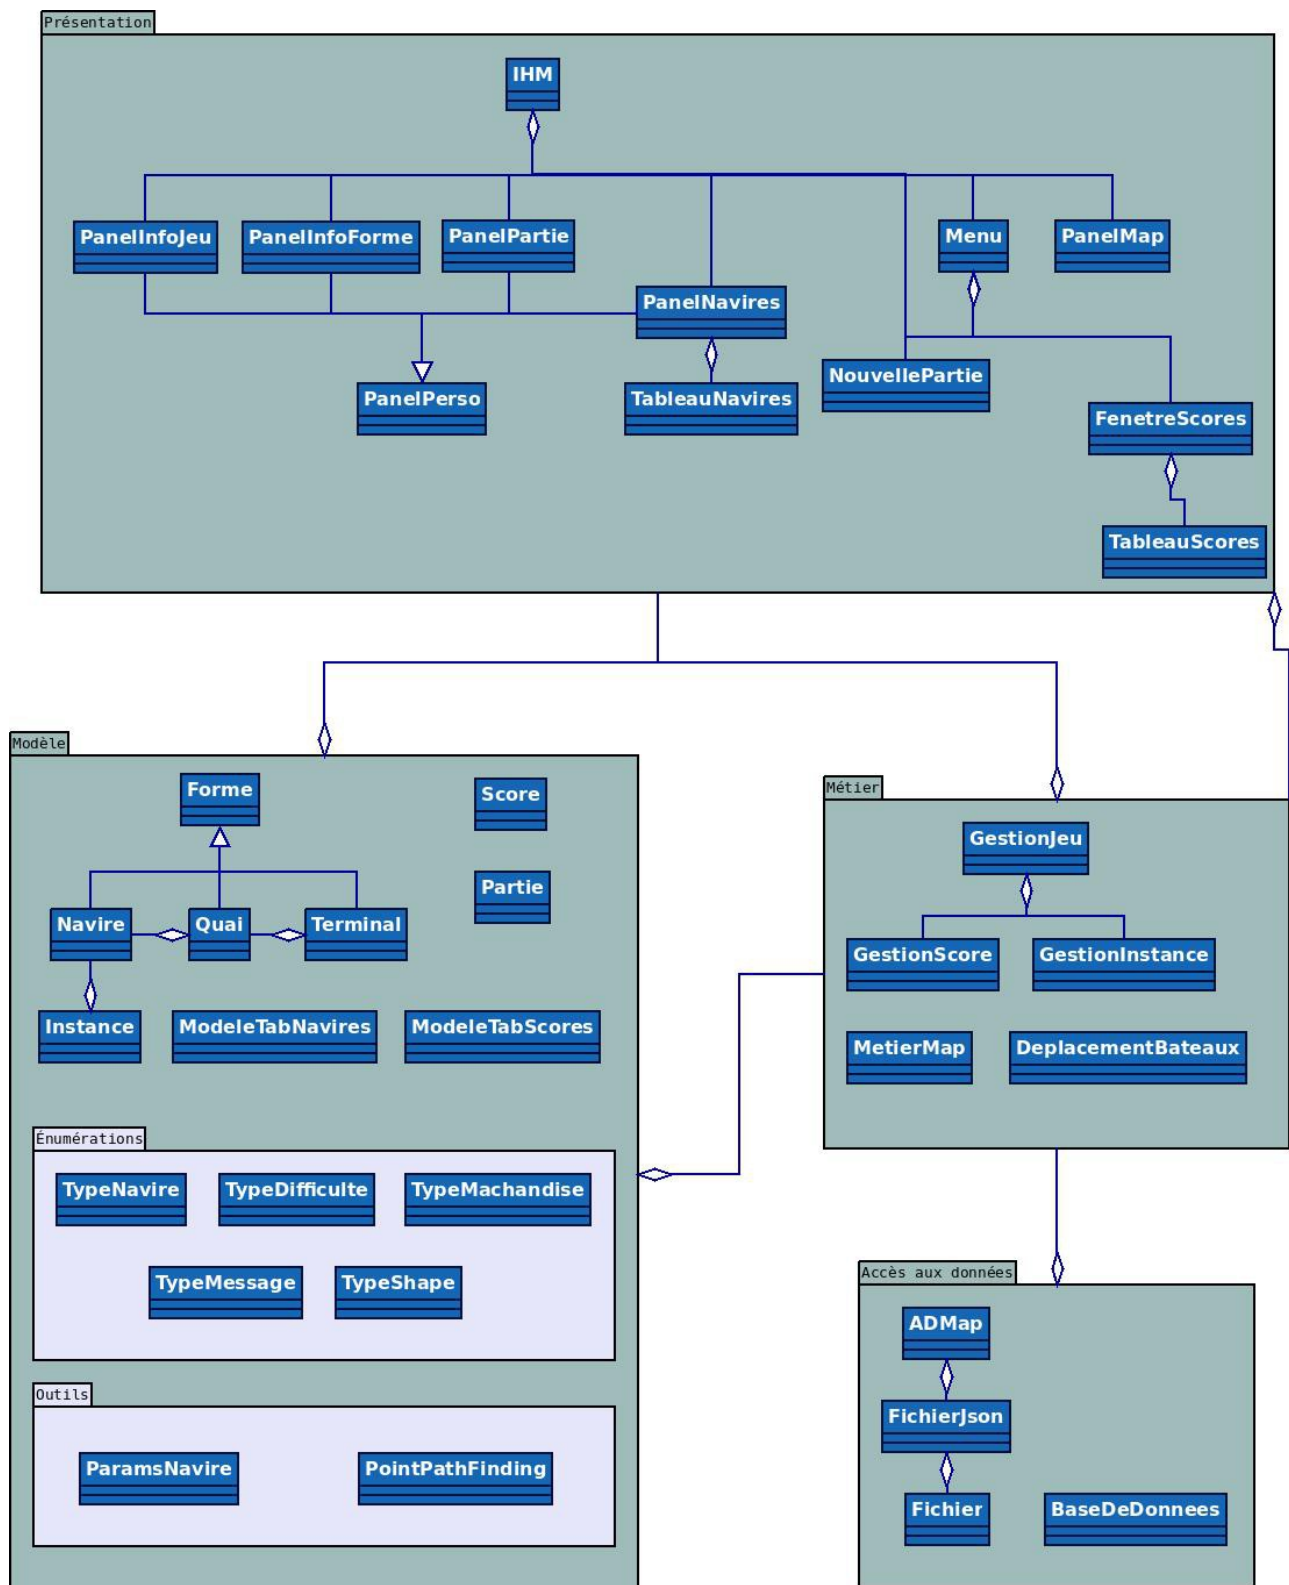 Présentation
IHM
PanelInfoJeu
PanelInfoForme
PanelPartie
Menu
PanelMap
PanelNavires
NouvellePartie
PanelPerso
TableauNavires
FenetreScores
TableauScores
Modèle
Forme
Score
Partie
Navire
Quai
Terminal
Instance
ModeleTabNavires
ModeleTabScores
Énumérations
TypeNavire
TypeDifficulte
TypeMachandise
TypeMessage
TypeShape
Outils
ParamsNavire
PointPathFinding
Métier
GestionJeu
GestionScore
GestionInstance
MetierMap
DeplacementBateaux
Accès aux données
ADMap
FichierJson
Fichier
BaseDeDonnees